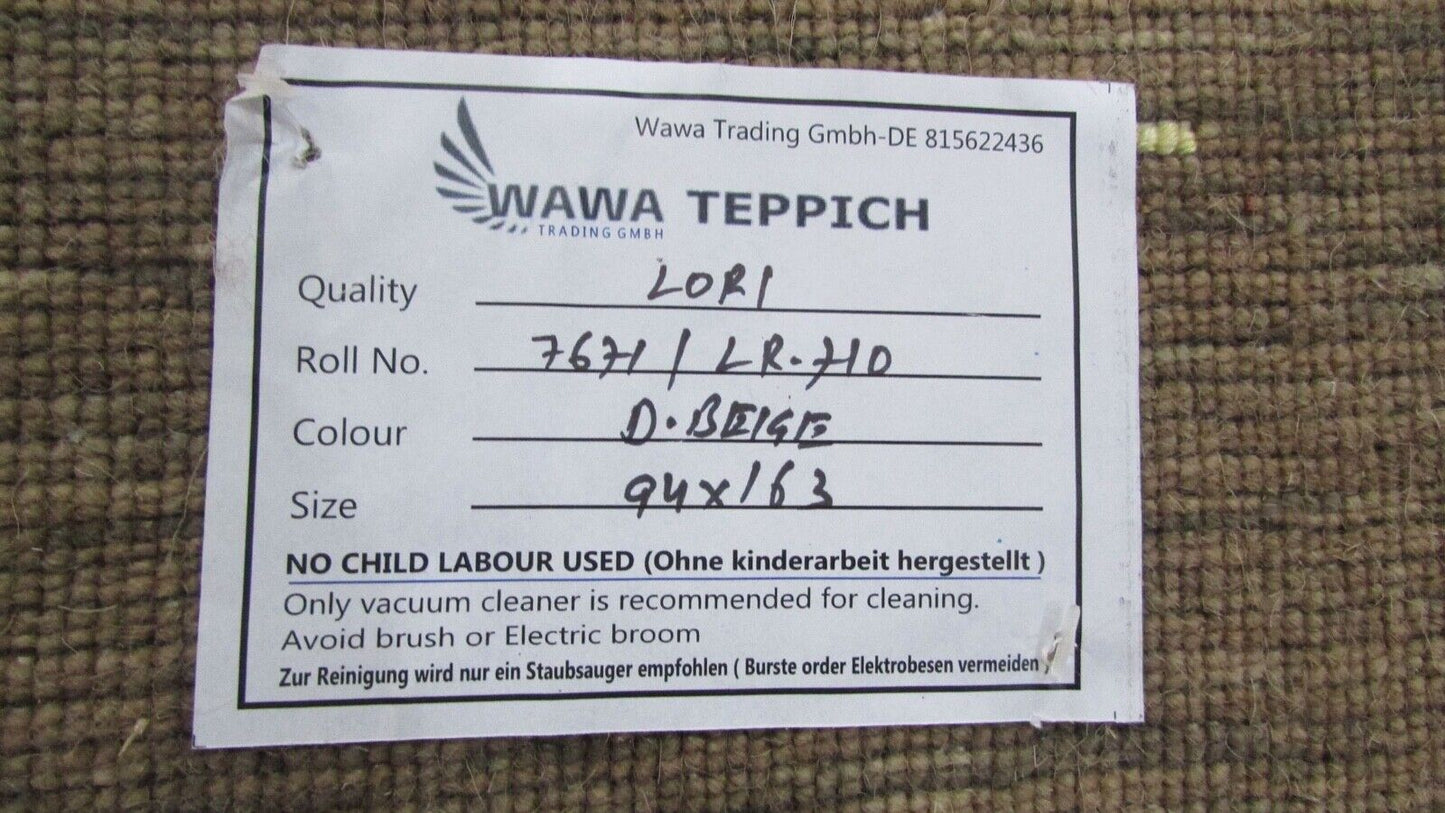 Wawa Trading Gmbh-DE 815622436
WAWA TEPPICH
TRADING GMBH
Quality LORI
Roll No. 7671 / LR-710
Colour D.BEIGE
Size 94x163
NO CHILD LABOUR USED (Ohne kinderarbeit hergestellt )
Only vacuum cleaner is recommended for cleaning.
Avoid brush or Electric broom
Zur Reinigung wird nur ein Staubsauger empfohlen ( Burste order Elektrobesen vermeiden )